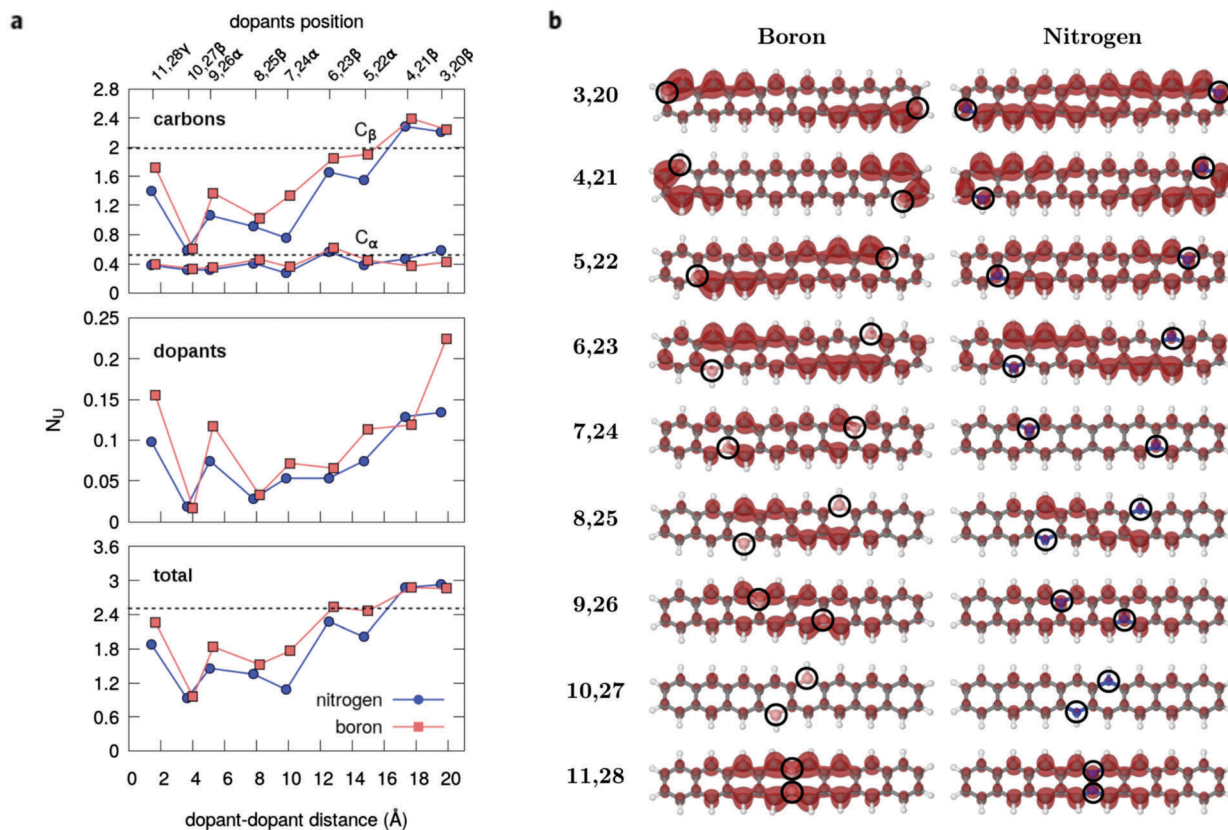 a
dopants position
11,28γ 10,27β 9,26α 8,25β 7,24α 6,23β 5,22α 4,21β 3,20β
2.8
2.4
2
1.6
1.2
0.8
0.4
0
carbons
Cβ
Cα
0.25
0.2
0.15
0.1
0.05
0
dopants
NU
3.6
3
2.4
1.8
1.2
0.6
0
total
nitrogen
boron
0 2 4 6 8 10 12 14 16 18 20
dopant-dopant distance (Å)
b
Boron Nitrogen
3,20
4,21
5,22
6,23
7,24
8,25
9,26
10,27
11,28